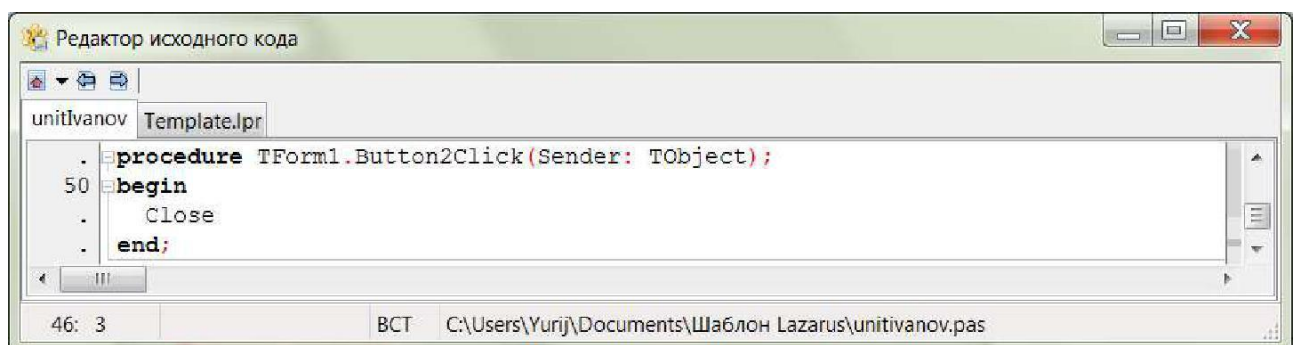 Редактор исходного кода
unitIvanov Template.lpr
. procedure TForm1.Button2Click(Sender: TObject);
50 begin
. Close
. end;
46: 3 ВСТ C:\Users\Yurij\Documents\Шаблон Lazarus\unitivanov.pas